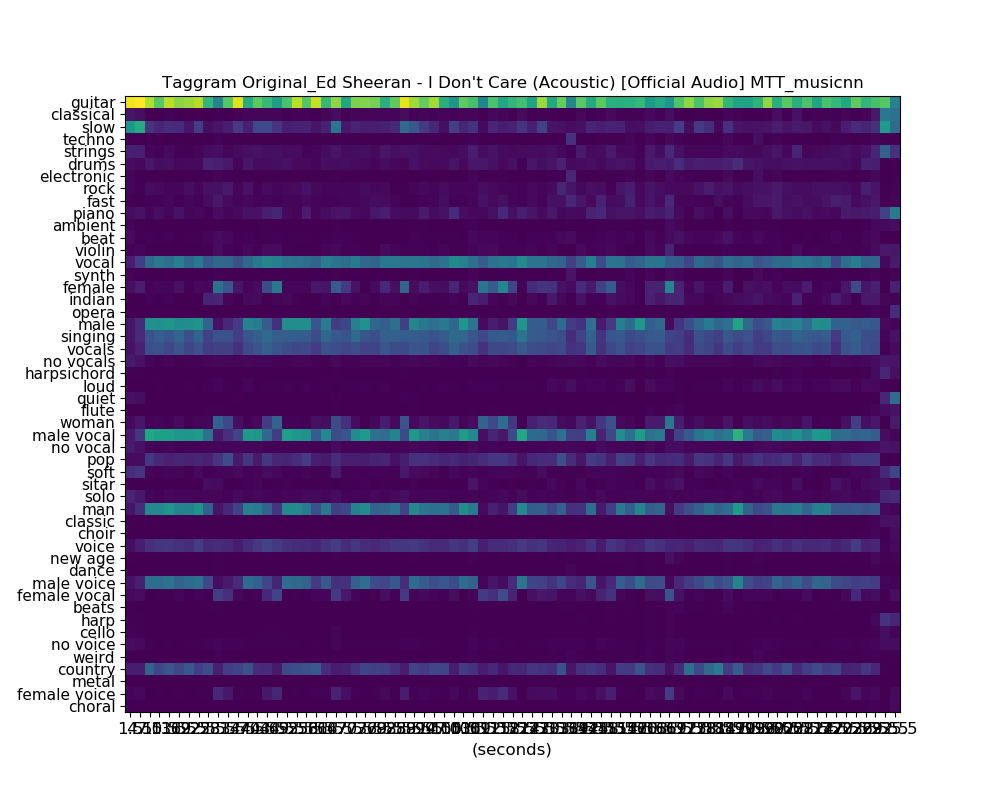 Taggram Original_Ed Sheeran - I Don't Care (Acoustic) [Official Audio] MTT_musicnn
guitar
classical
slow
techno
strings
drums
electronic
rock
fast
piano
ambient
beat
violin
vocal
synth
female
indian
opera
male
singing
vocals
no vocals
harpsichord
loud
quiet
flute
woman
male vocal
no vocal
pop
soft
sitar
solo
man
classic
choir
voice
new age
dance
male voice
female vocal
beats
harp
cello
no voice
weird
country
metal
female voice
choral
(seconds)